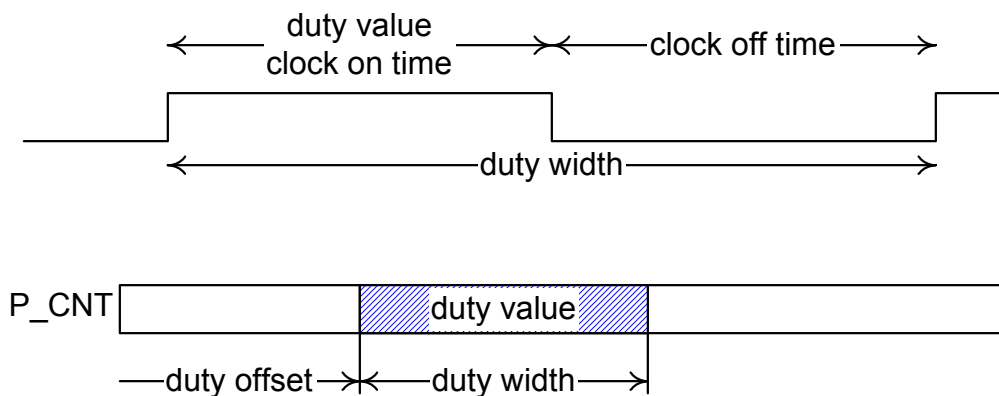 duty value
clock on time
clock off time
duty width
P_CNT
duty value
duty offset
duty width